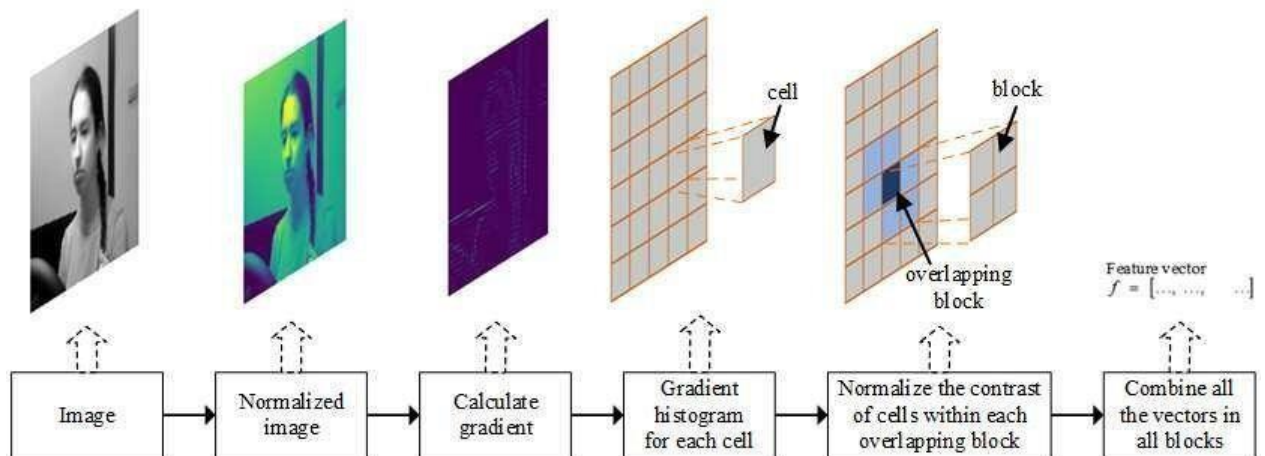 cell
block
overlapping
block
Feature vector
f = [..., ...,   ...]
Image
Normalized
image
Calculate
gradient
Gradient
histogram
for each cell
Normalize the contrast
of cells within each
overlapping block
Combine all
the vectors in
all blocks